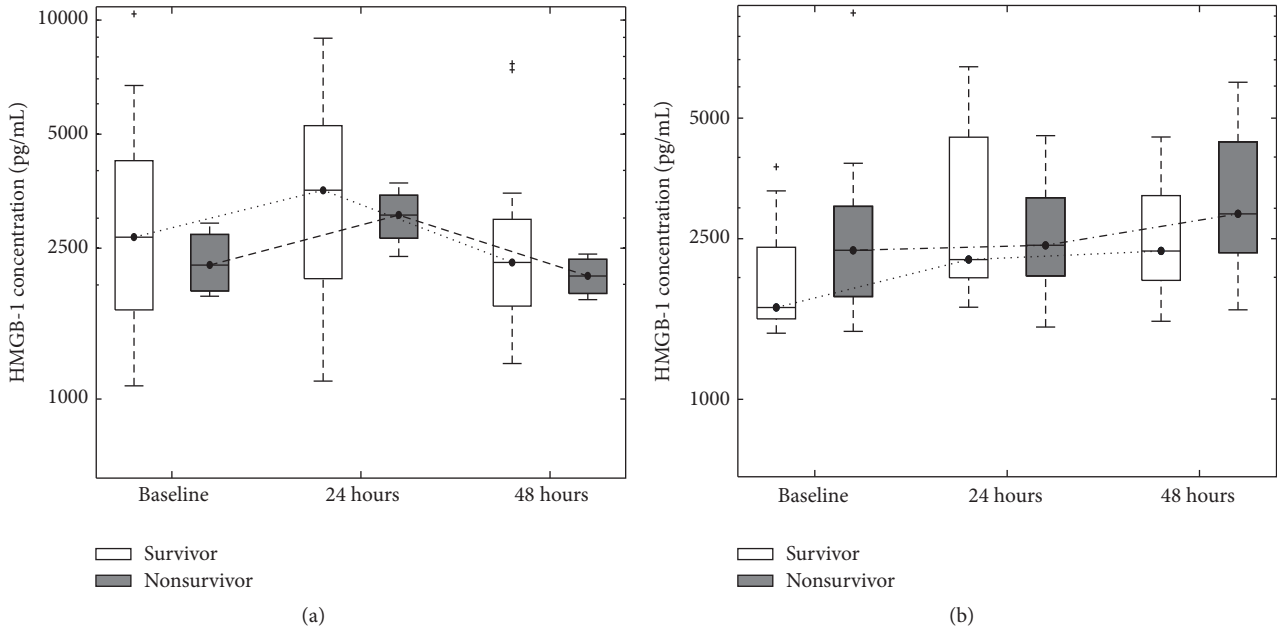 HMGB-1 concentration (pg/mL)
10000
5000
2500
1000
Baseline
24 hours
48 hours
Survivor
Nonsurvivor
(a)
HMGB-1 concentration (pg/mL)
5000
2500
1000
Baseline
24 hours
48 hours
Survivor
Nonsurvivor
(b)